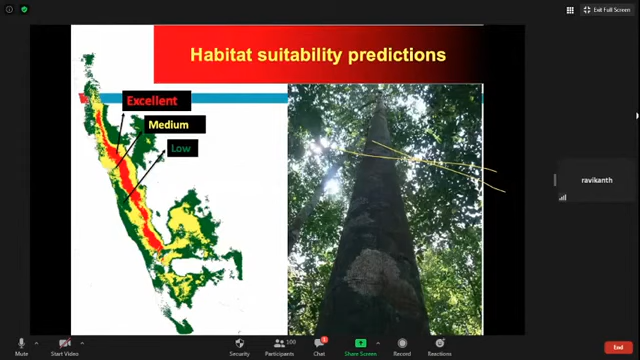 Exit Full Screen
Habitat suitability predictions
Excellent
Medium
Low
ravikanth
100
Mute
Start Video
Security
Participants
Chat
Share Screen
Record
Reactions
End